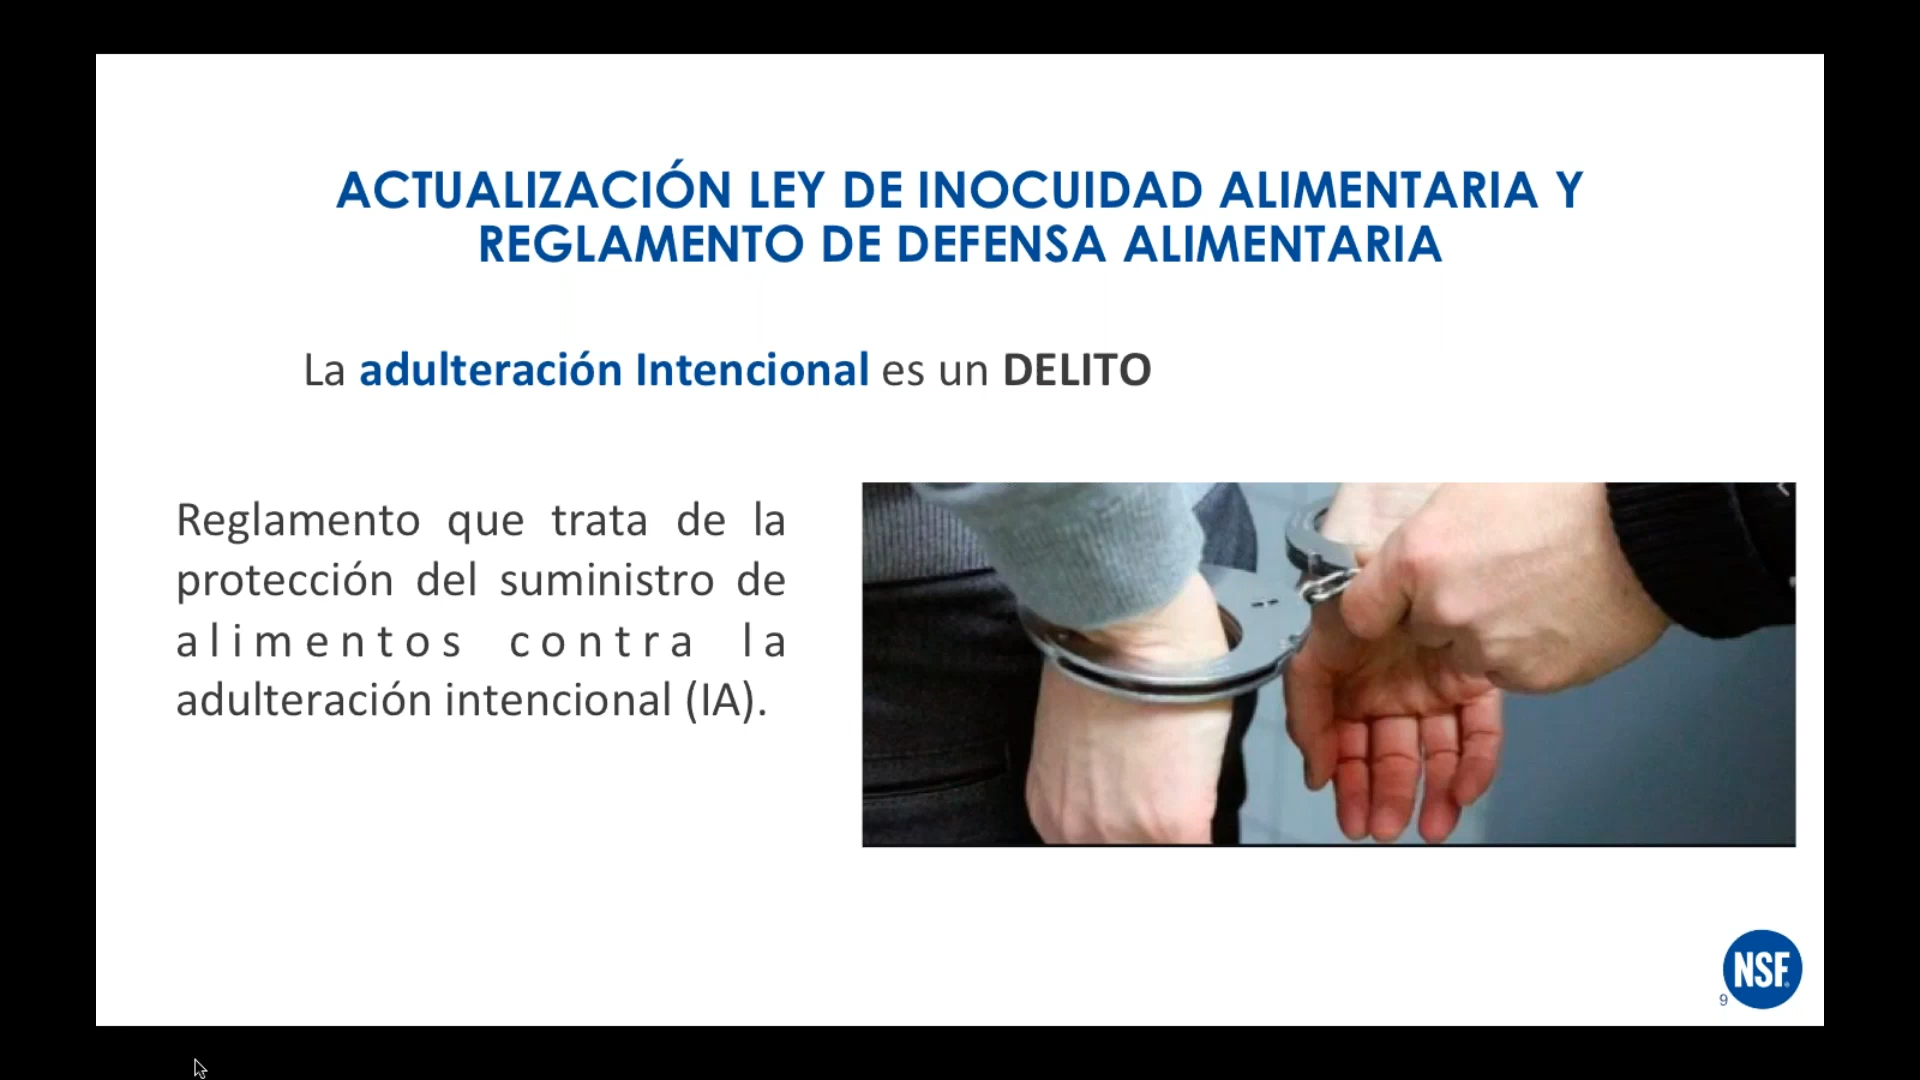 ACTUALIZACIÓN LEY DE INOCUIDAD ALIMENTARIA Y
REGLAMENTO DE DEFENSA ALIMENTARIA
La adulteración Intencional es un DELITO
Reglamento que trata de la
protección del suministro de
alimentos contra la
adulteración intencional (IA).
NSF
9